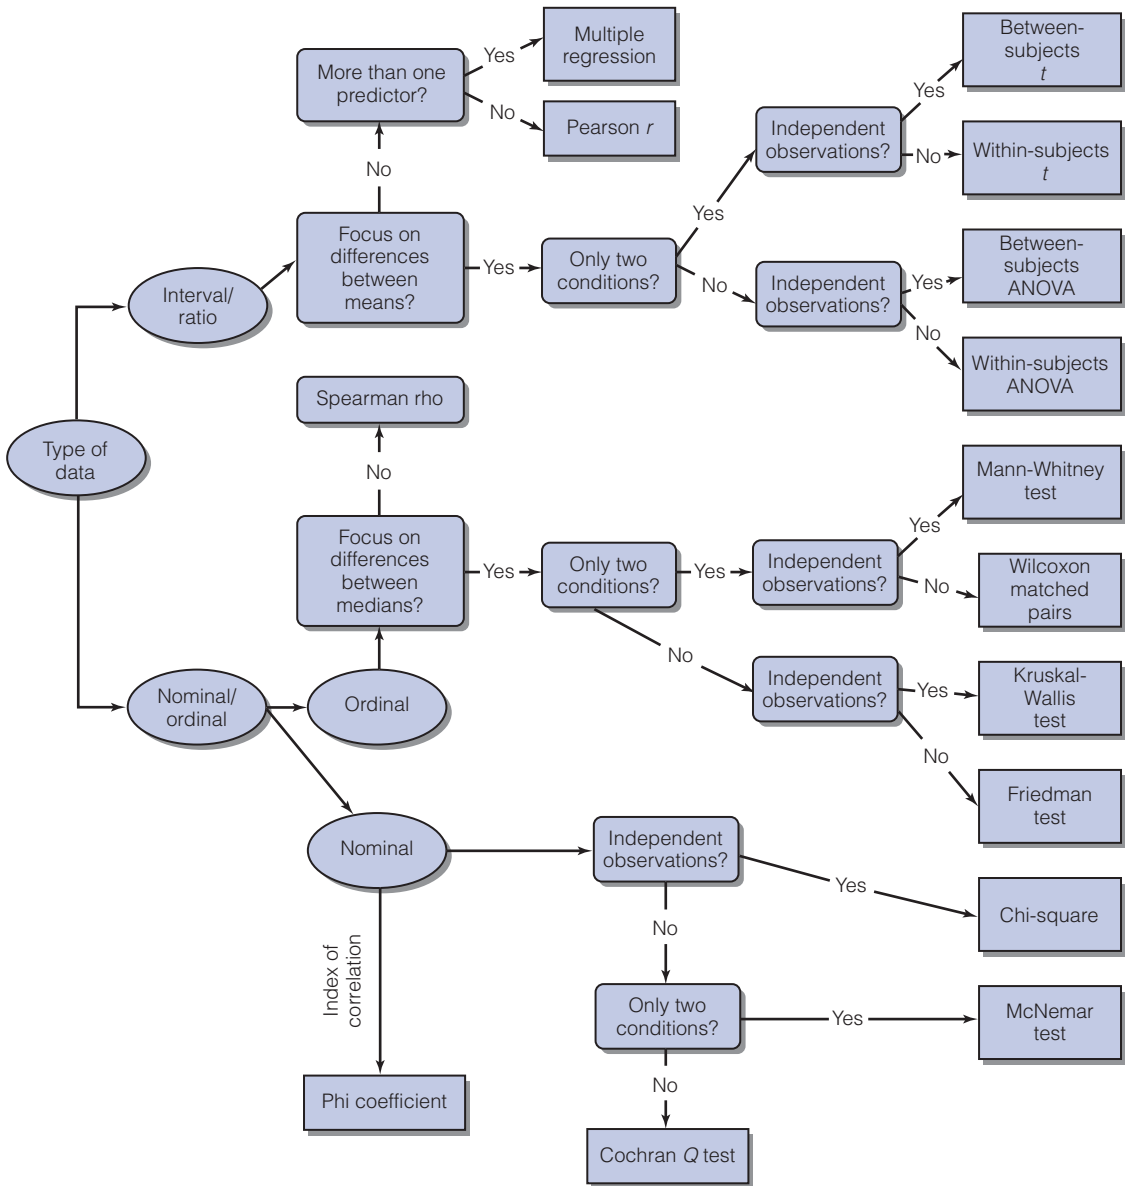 Multiple
regression
Yes
More than one
predictor?
No
Pearson r
Between-
subjects
t
Yes
Independent
observations?
No
Within-subjects
t
No
Yes
Focus on
differences
between
means?
Yes
Only two
conditions?
No
Independent
observations?
Yes
Between-
subjects
ANOVA
No
Within-subjects
ANOVA
Interval/
ratio
Type of
data
Spearman rho
No
Focus on
differences
between
medians?
Yes
Only two
conditions?
Yes
Independent
observations?
Yes
Mann-Whitney
test
No
Wilcoxon
matched
pairs
No
Independent
observations?
Yes
Kruskal-
Wallis
test
No
Friedman
test
Nominal/
ordinal
Ordinal
Nominal
Independent
observations?
Yes
Chi-square
No
Only two
conditions?
Yes
McNemar
test
No
Cochran Q test
Index of
correlation
Phi coefficient